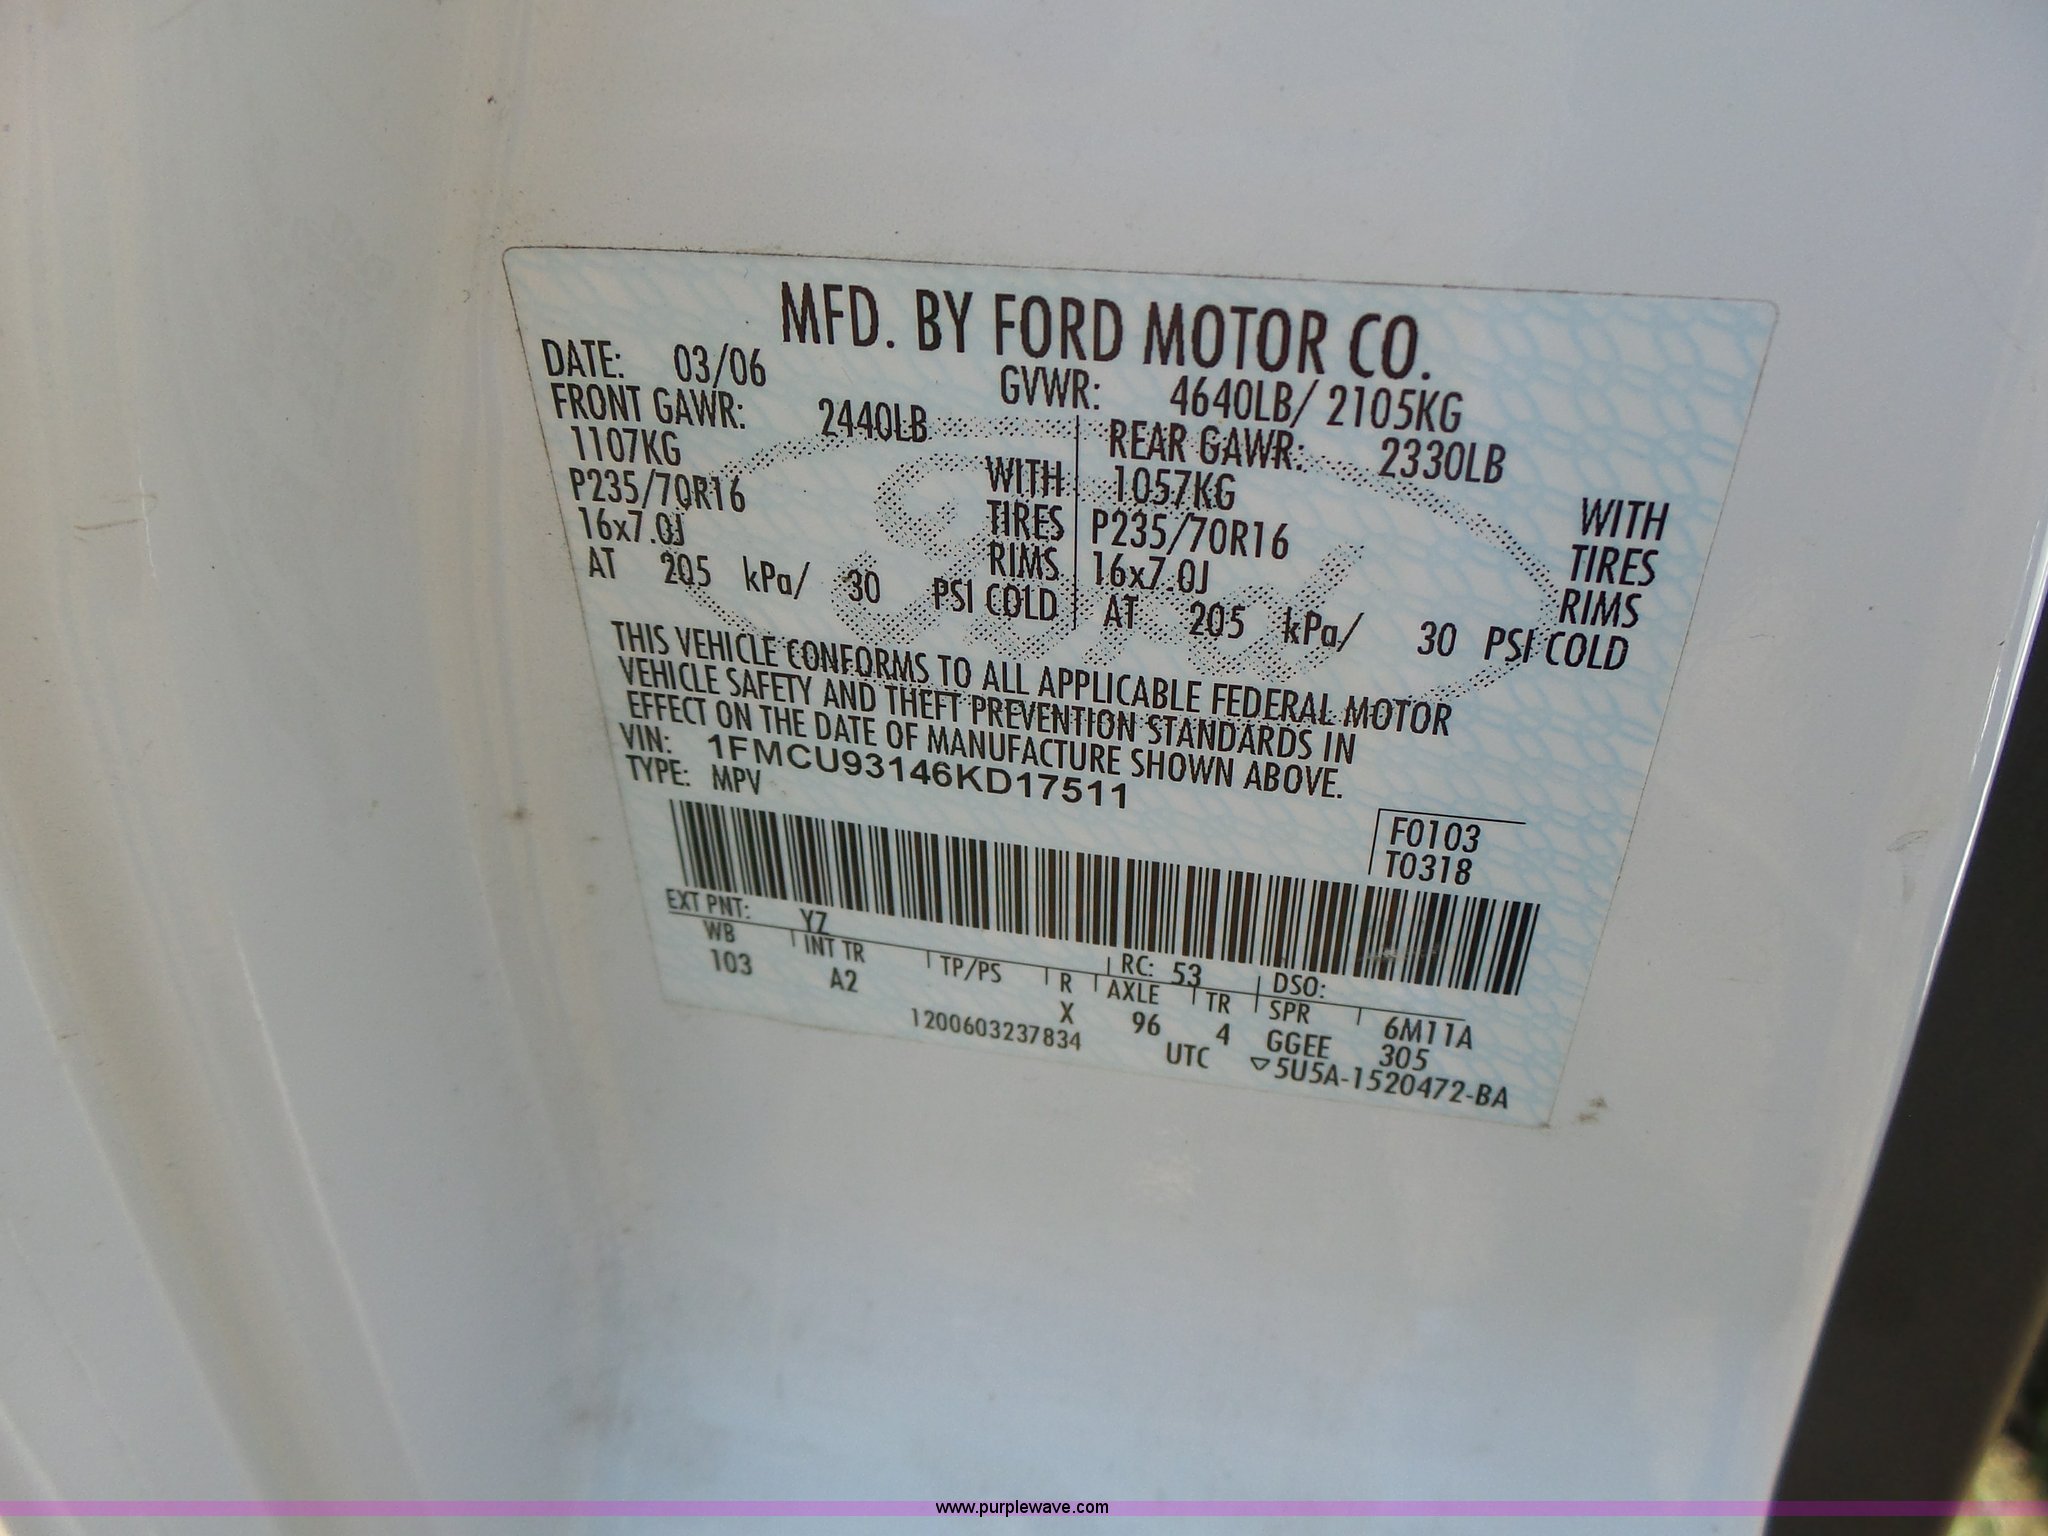 MFD. BY FORD MOTOR CO.
DATE: 03/06 GVWR: 4640LB/ 2105KG
FRONT GAWR: 2440LB REAR GAWR: 2330LB
1107KG WITH 1057KG WITH
P235/70R16 TIRES P235/70R16 TIRES
16x7.0J RIMS 16x7.0J RIMS
AT 205 kPa/ 30 PSI COLD AT 205 kPa/ 30 PSI COLD
THIS VEHICLE CONFORMS TO ALL APPLICABLE FEDERAL MOTOR
VEHICLE SAFETY AND THEFT PREVENTION STANDARDS IN
EFFECT ON THE DATE OF MANUFACTURE SHOWN ABOVE.
VIN: 1FMCU93146KD17511
TYPE: MPV
F0103
T0318
EXT PNT: YZ RC: 53 DSO:
WB INT TR TP/PS R AXLE TR SPR 6M11A
103 A2 X 96 4 GGEE 305
1200603237834 UTC ▽5U5A-1520472-BA
Ford
www.purplewave.com